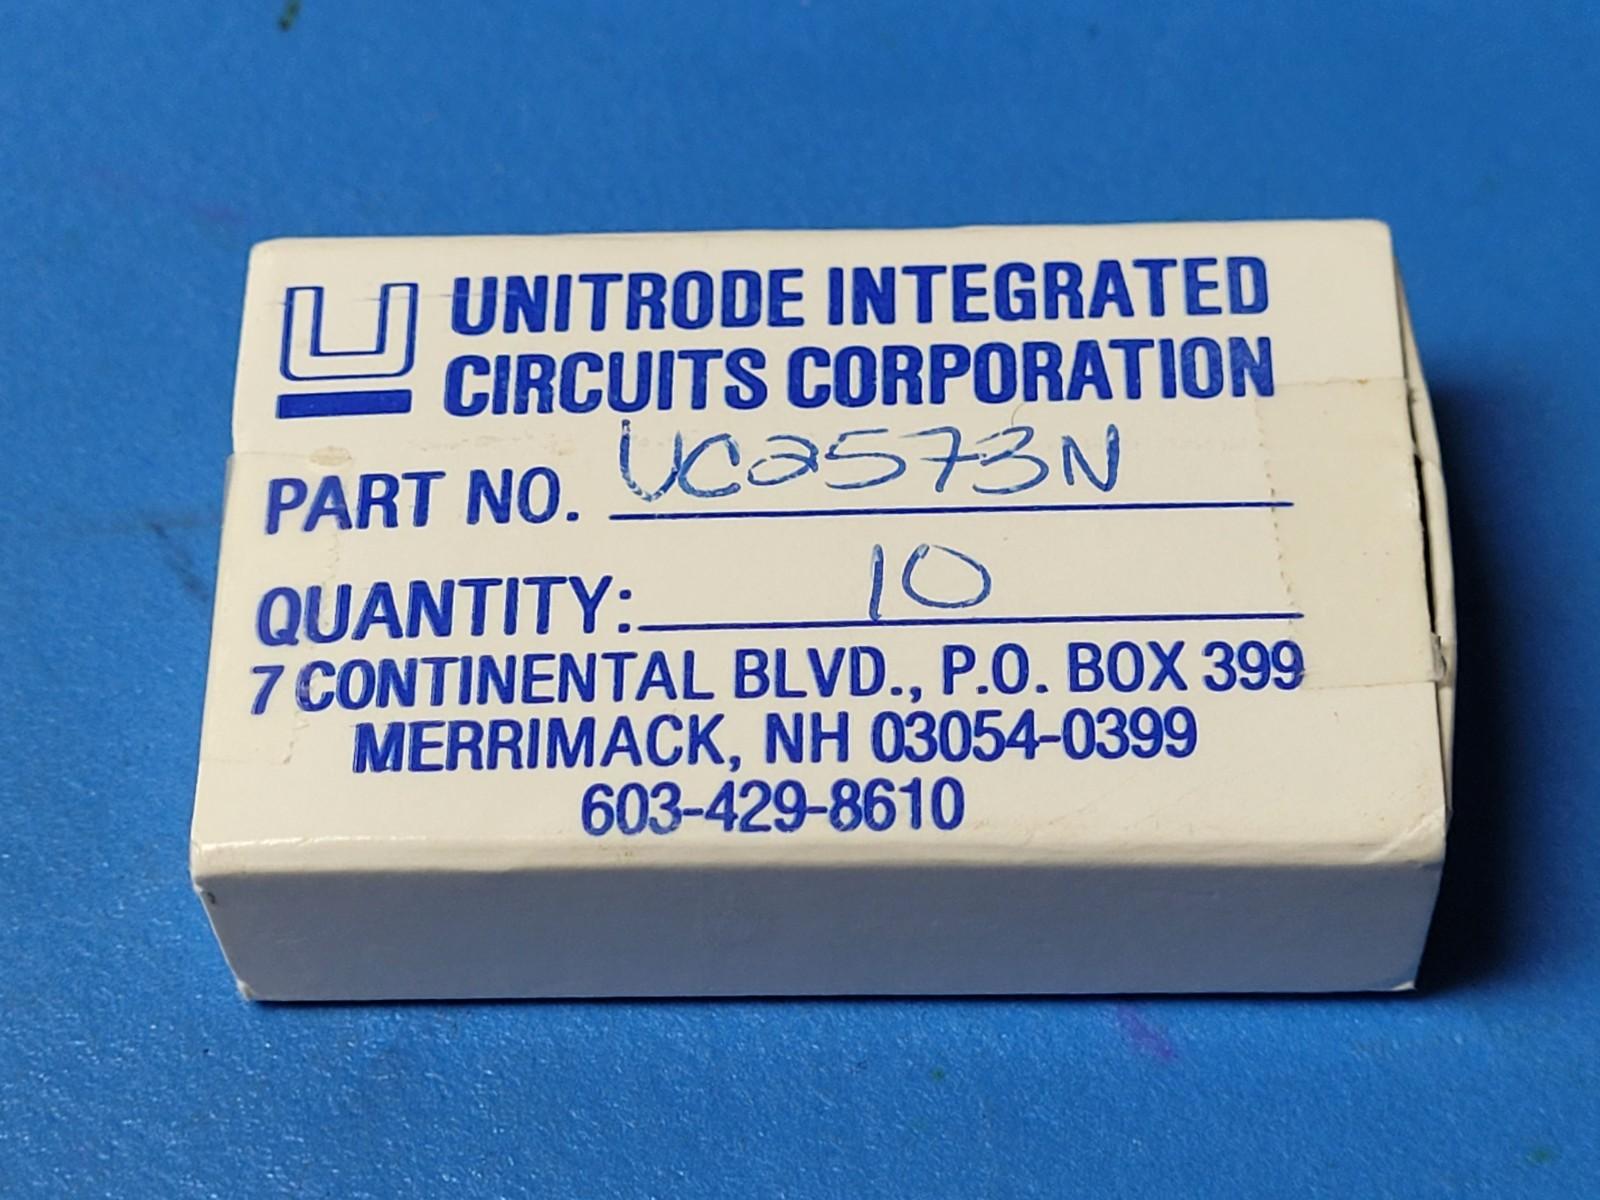 UNITRODE INTEGRATED
CIRCUITS CORPORATION
PART NO. UC2573N
QUANTITY: 10
7 CONTINENTAL BLVD., P.O. BOX 399
MERRIMACK, NH 03054-0399
603-429-8610